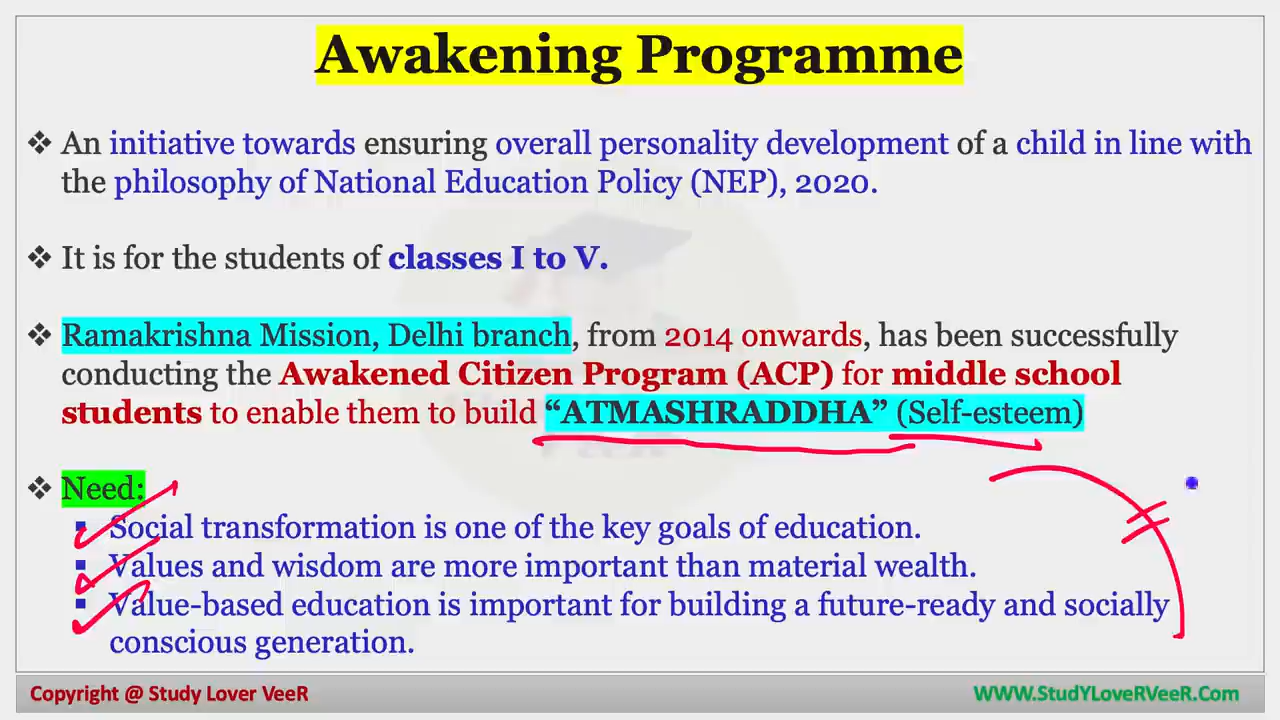 Awakening Programme
❖ An initiative towards ensuring overall personality development of a child in line with
the philosophy of National Education Policy (NEP), 2020.
❖ It is for the students of classes I to V.
❖ Ramakrishna Mission, Delhi branch, from 2014 onwards, has been successfully
conducting the Awakened Citizen Program (ACP) for middle school
students to enable them to build “ATMASHRADDHA” (Self-esteem)
❖ Need:
▪ Social transformation is one of the key goals of education.
▪ Values and wisdom are more important than material wealth.
▪ Value-based education is important for building a future-ready and socially
conscious generation.
Copyright @ Study Lover VeeR
WWW.StudYLoveRVeeR.Com